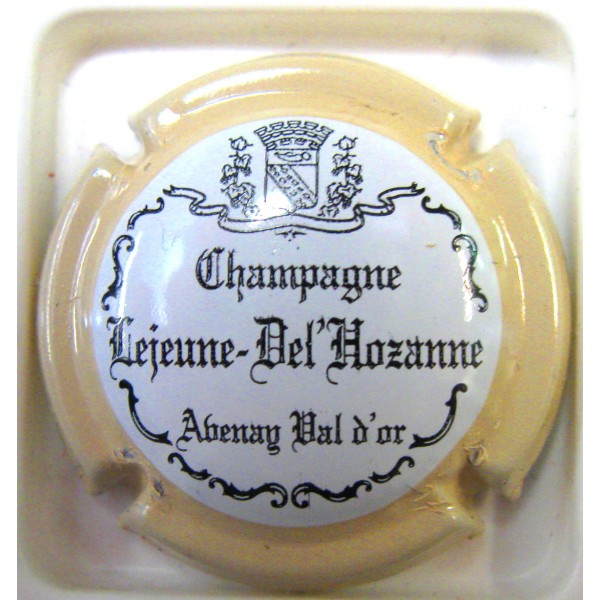 Champagne
Lejeune-Del'Hozanne
Avenay Val d'or